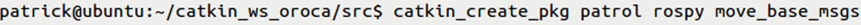 patrick@ubuntu:~/catkin_ws_oroca/src$ catkin_create_pkg patrol rospy move_base_msgs